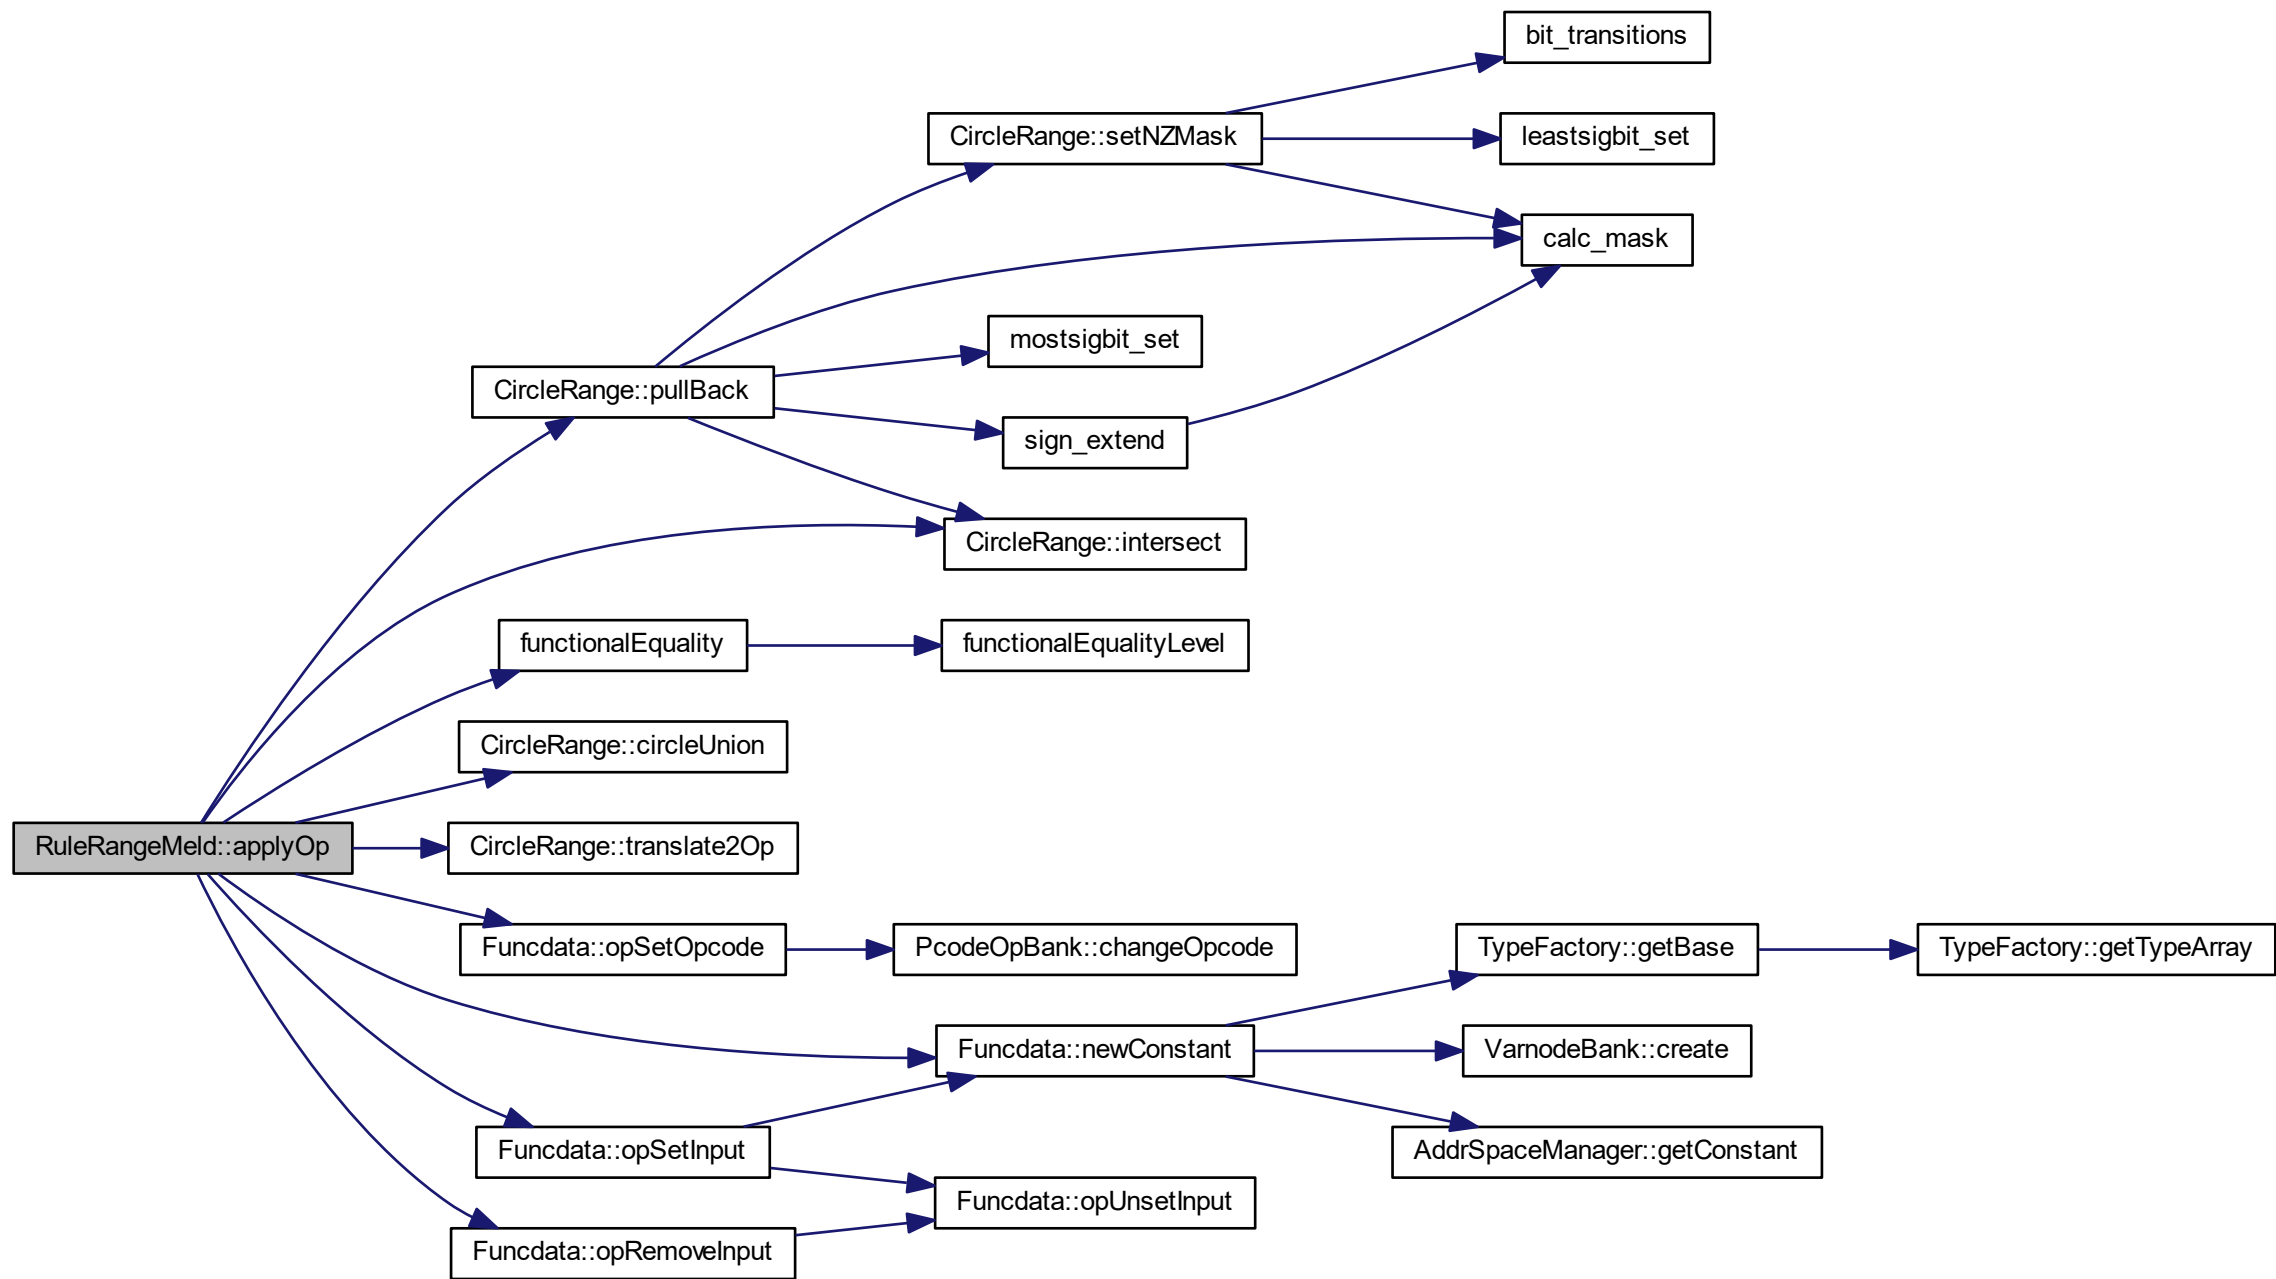 bit_transitions
CircleRange::setNZMask
leastsigbit_set
calc_mask
mostsigbit_set
CircleRange::pullBack
sign_extend
CircleRange::intersect
functionalEquality
functionalEqualityLevel
CircleRange::circleUnion
RuleRangeMeld::applyOp
CircleRange::translate2Op
Funcdata::opSetOpcode
PcodeOpBank::changeOpcode
TypeFactory::getBase
TypeFactory::getTypeArray
Funcdata::newConstant
VarnodeBank::create
Funcdata::opSetInput
AddrSpaceManager::getConstant
Funcdata::opUnsetInput
Funcdata::opRemoveInput